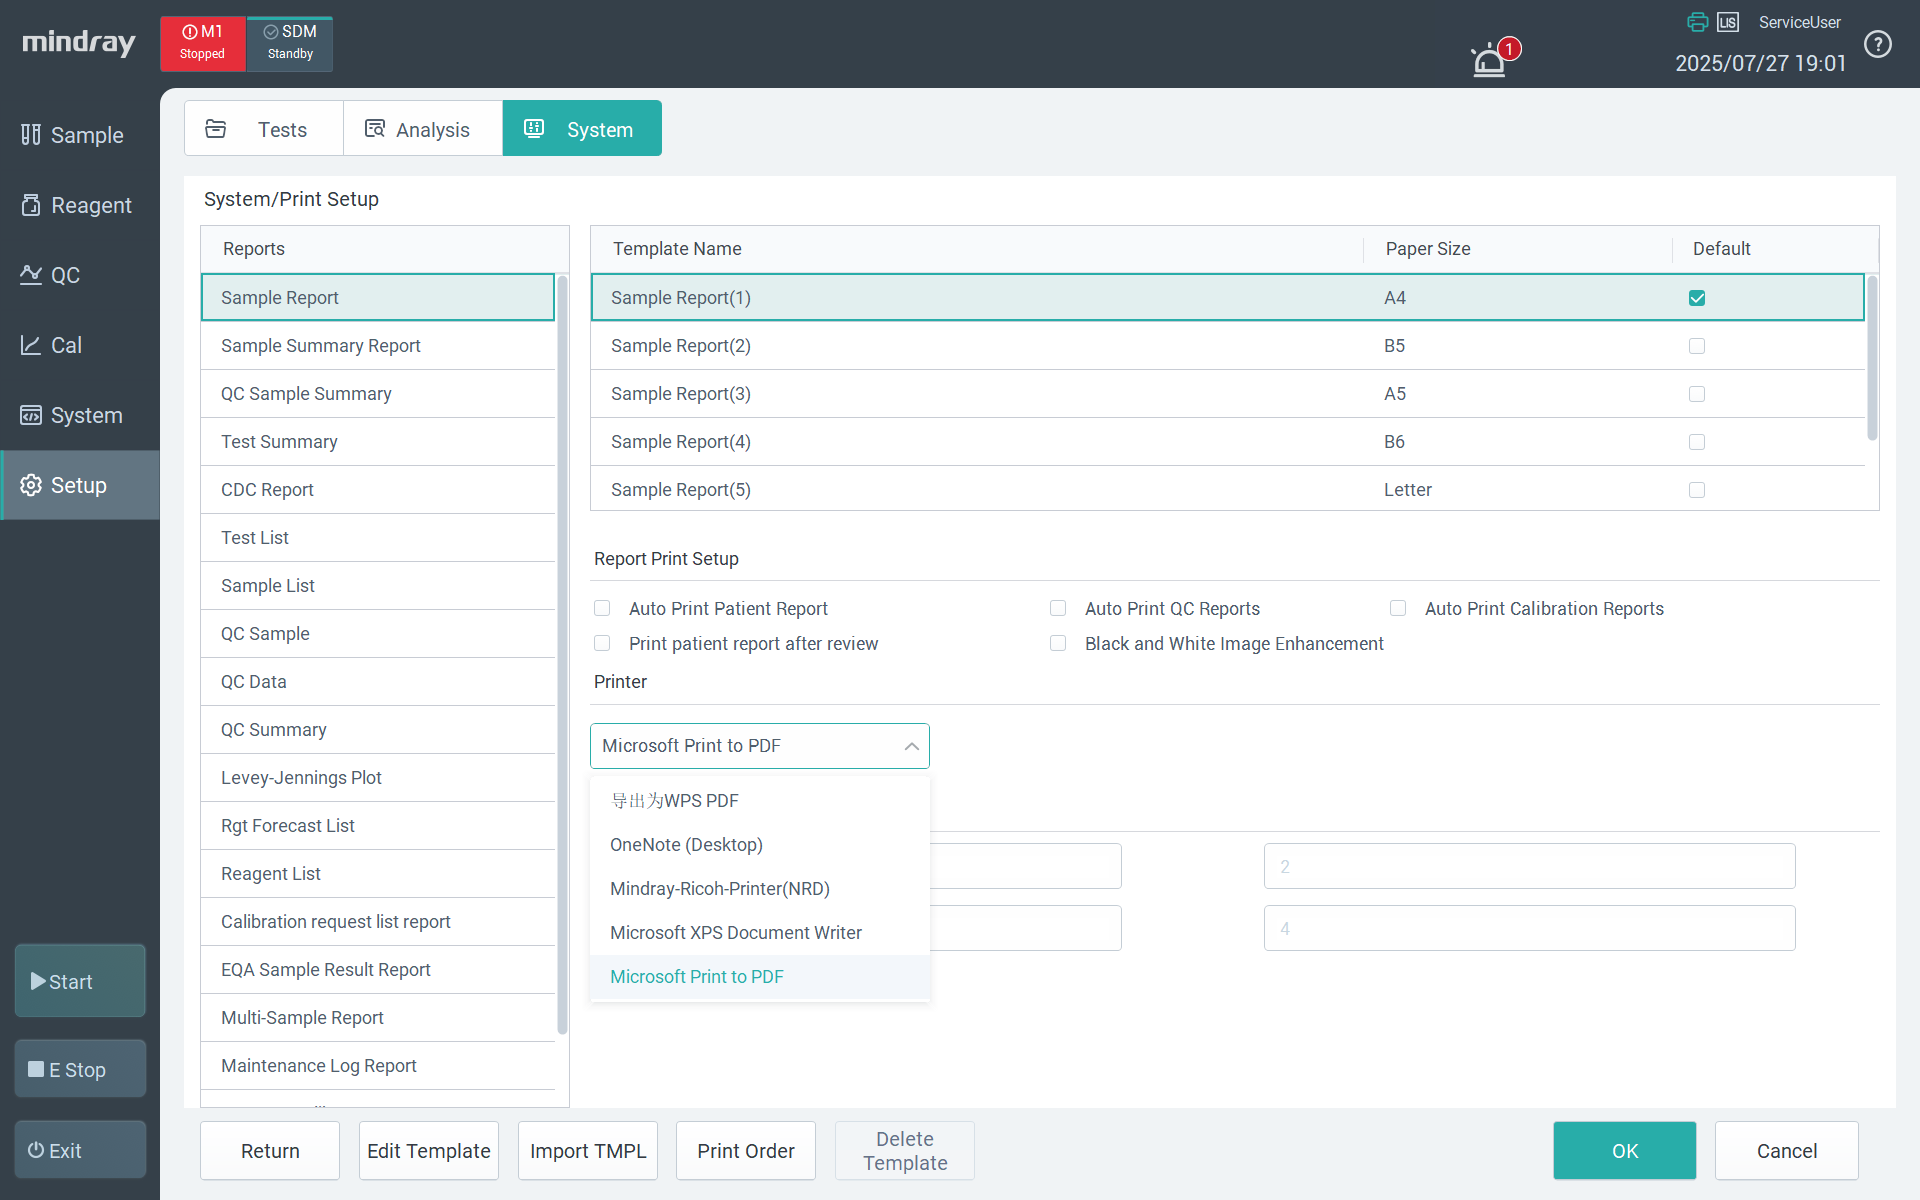 mindray
M1
Stopped
SDM
Standby
1
LIS
ServiceUser
2025/07/27 19:01
?
Sample
Reagent
QC
Cal
System
Setup
Start
E Stop
Exit
Tests
Analysis
System
System/Print Setup
Reports
Sample Report
Sample Summary Report
QC Sample Summary
Test Summary
CDC Report
Test List
Sample List
QC Sample
QC Data
QC Summary
Levey-Jennings Plot
Rgt Forecast List
Reagent List
Calibration request list report
EQA Sample Result Report
Multi-Sample Report
Maintenance Log Report
Template Name Paper Size Default
Sample Report(1) A4
Sample Report(2) B5
Sample Report(3) A5
Sample Report(4) B6
Sample Report(5) Letter
Report Print Setup
Auto Print Patient Report Auto Print QC Reports Auto Print Calibration Reports
Print patient report after review Black and White Image Enhancement
Printer
Microsoft Print to PDF
导出为WPS PDF
OneNote (Desktop)
Mindray-Ricoh-Printer(NRD)
Microsoft XPS Document Writer
Microsoft Print to PDF
2
4
Return
Edit Template
Import TMPL
Print Order
Delete
Template
OK
Cancel